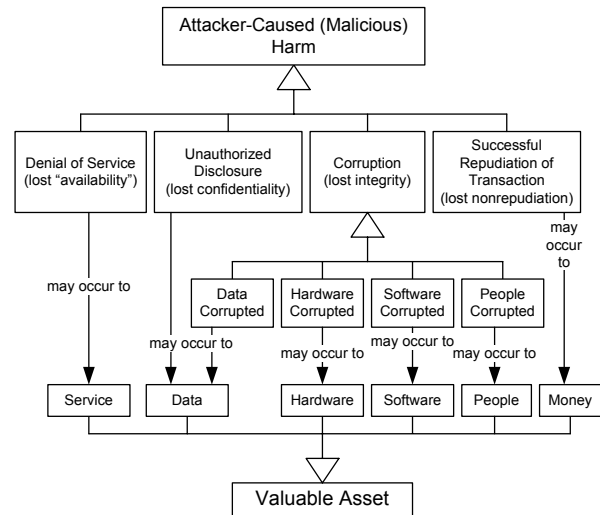 Attacker-Caused (Malicious)
Harm
Denial of Service
(lost “availability”)
Unauthorized
Disclosure
(lost confidentiality)
Corruption
(lost integrity)
Successful
Repudiation of
Transaction
(lost nonrepudiation)
may
occur
to
may occur to
Data
Corrupted
Hardware
Corrupted
Software
Corrupted
People
Corrupted
may occur to
may occur to
may occur to
may occur to
Service
Data
Hardware
Software
People
Money
Valuable Asset